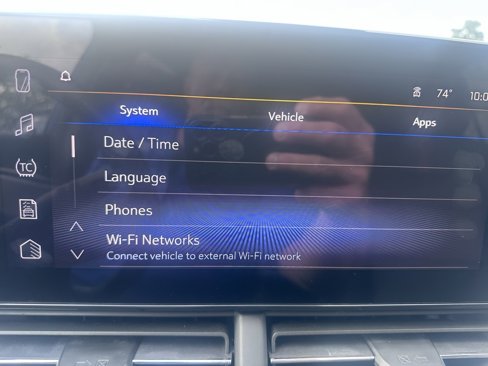 74° 10:0
System Vehicle Apps
Date / Time
TC
Language
Phones
Wi-Fi Networks
Connect vehicle to external Wi-Fi network